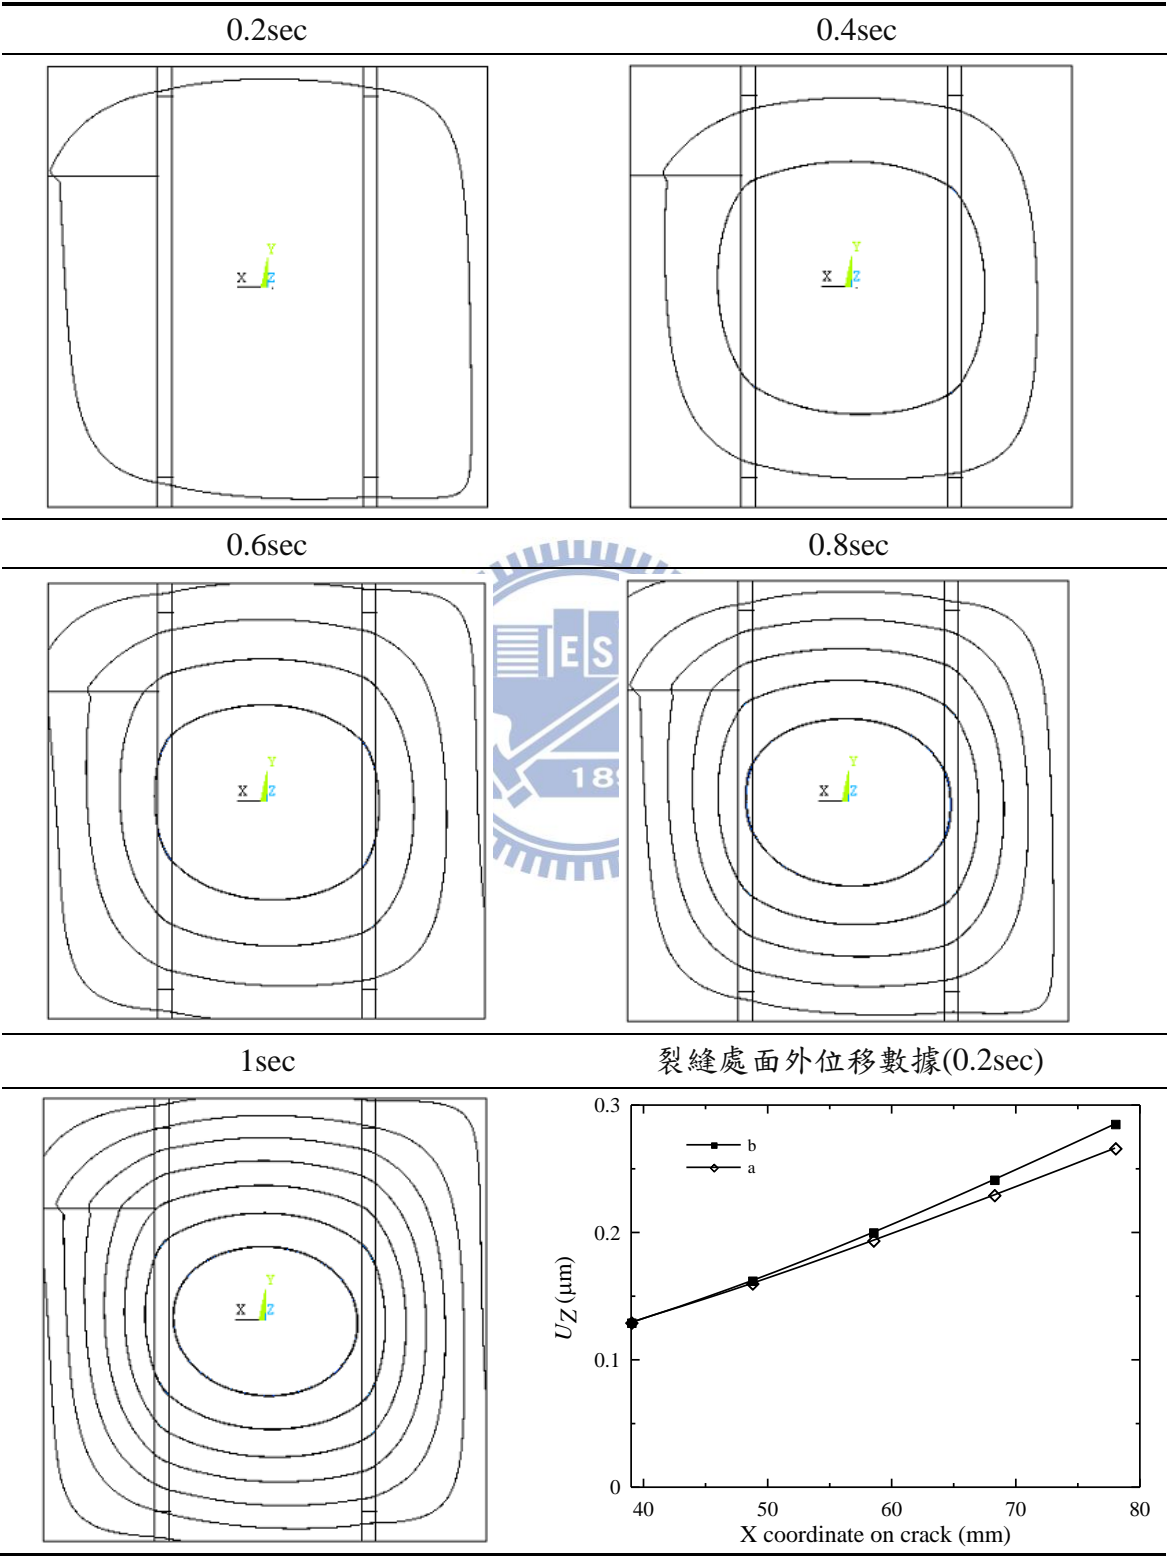 0.2sec
0.4sec
Y
X Z
Y
X Z
0.6sec
0.8sec
ES
189
Y
X Z
Y
X Z
1sec
裂縫處面外位移數據(0.2sec)
Y
X Z
0.3
b
a
0.2
UZ (μm)
0.1
0
40 50 60 70 80
X coordinate on crack (mm)